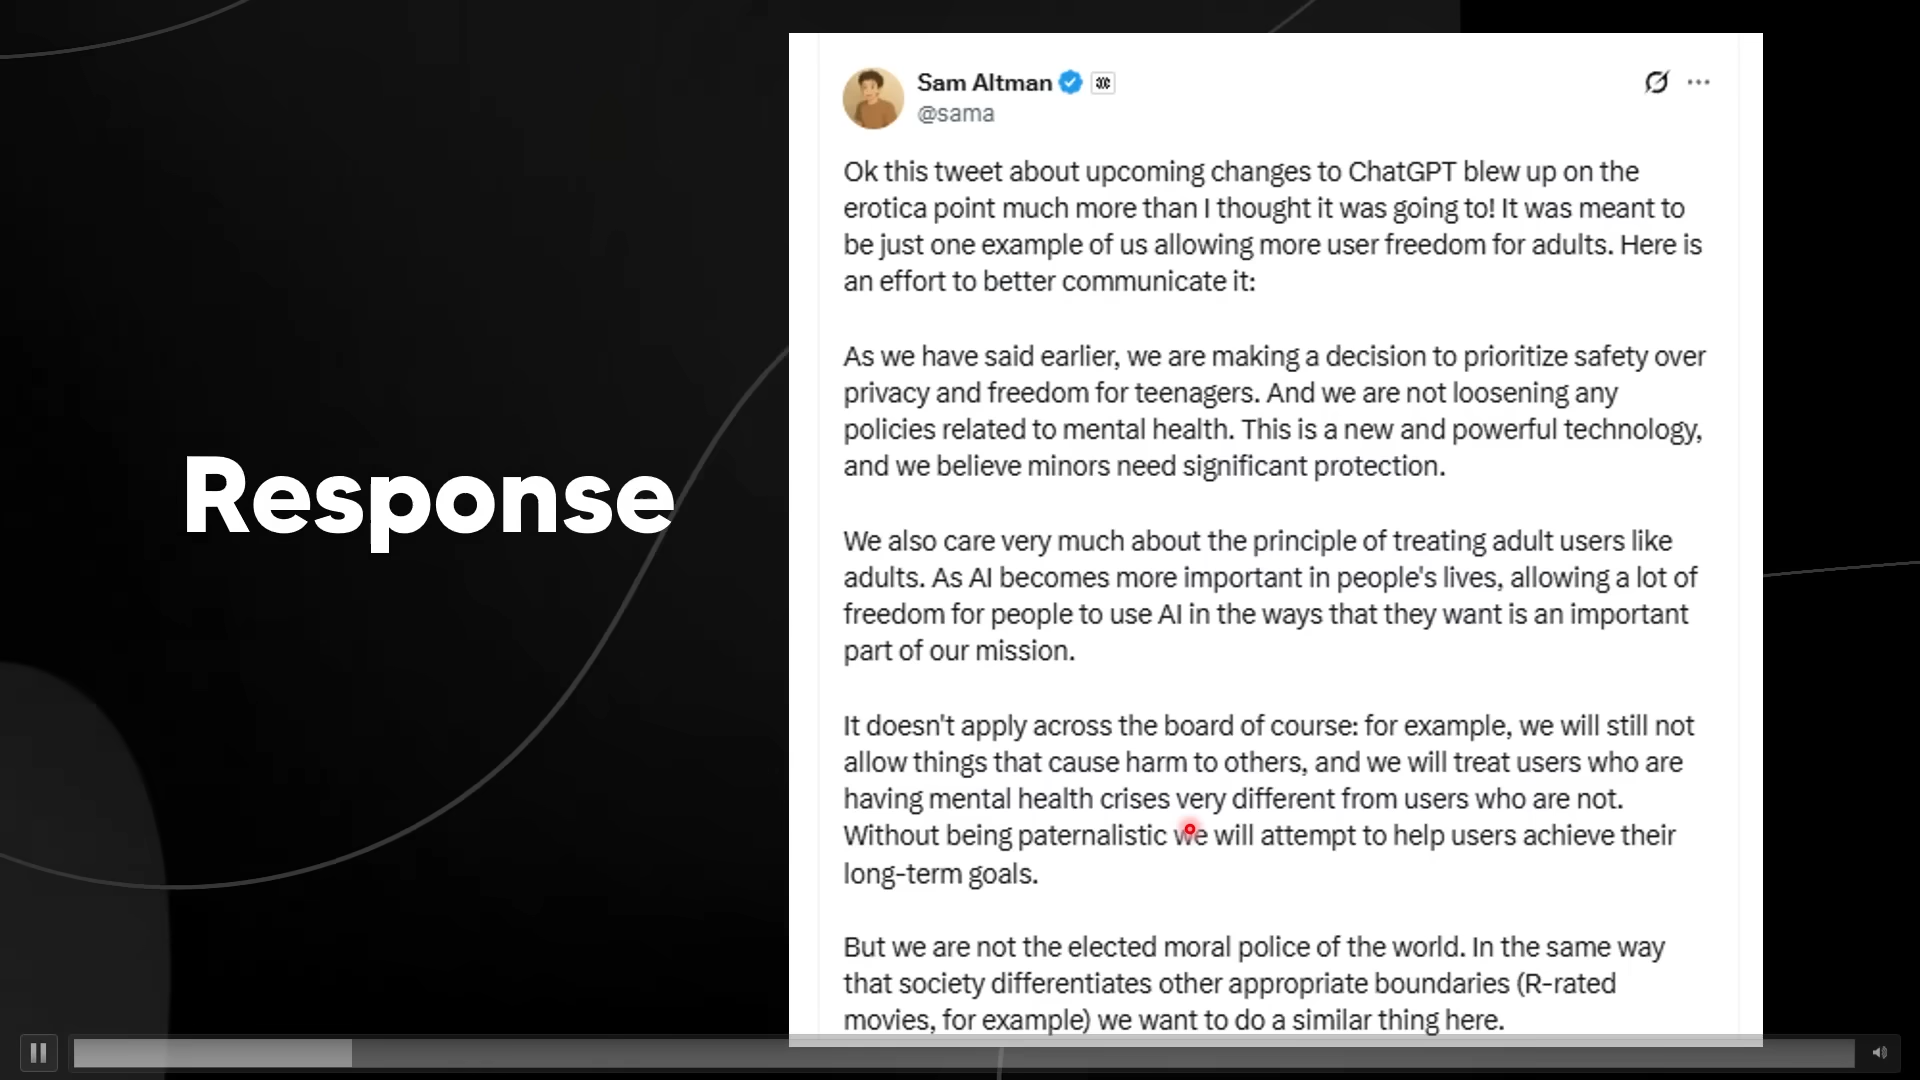 Response
Sam Altman
@sama
Ok this tweet about upcoming changes to ChatGPT blew up on the
erotica point much more than I thought it was going to! It was meant to
be just one example of us allowing more user freedom for adults. Here is
an effort to better communicate it:
As we have said earlier, we are making a decision to prioritize safety over
privacy and freedom for teenagers. And we are not loosening any
policies related to mental health. This is a new and powerful technology,
and we believe minors need significant protection.
We also care very much about the principle of treating adult users like
adults. As AI becomes more important in people's lives, allowing a lot of
freedom for people to use AI in the ways that they want is an important
part of our mission.
It doesn't apply across the board of course: for example, we will still not
allow things that cause harm to others, and we will treat users who are
having mental health crises very different from users who are not.
Without being paternalistic we will attempt to help users achieve their
long-term goals.
But we are not the elected moral police of the world. In the same way
that society differentiates other appropriate boundaries (R-rated
movies, for example) we want to do a similar thing here.